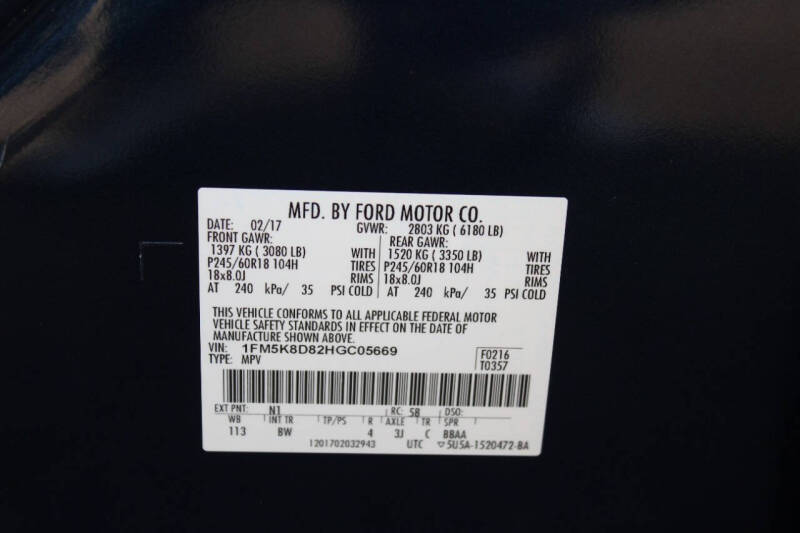 MFD. BY FORD MOTOR CO.
DATE: 02/17 GVWR: 2803 KG ( 6180 LB)
FRONT GAWR: REAR GAWR:
1397 KG ( 3080 LB) WITH 1520 KG ( 3350 LB) WITH
P245/60R18 104H TIRES P245/60R18 104H TIRES
18x8.0J RIMS 18x8.0J RIMS
AT 240 kPa/ 35 PSI COLD AT 240 kPa/ 35 PSI COLD
THIS VEHICLE CONFORMS TO ALL APPLICABLE FEDERAL MOTOR
VEHICLE SAFETY STANDARDS IN EFFECT ON THE DATE OF
MANUFACTURE SHOWN ABOVE.
VIN: 1FM5K8D82HGC05669 F0216
TYPE: MPV T0357
EXT PNT: N1 RC: 58 DSO:
WB INT TR TP/PS R AXLE TR SPR
113 BW 4 3J C BBAA
1201702032943 UTC ▽5U5A-1520472-BA